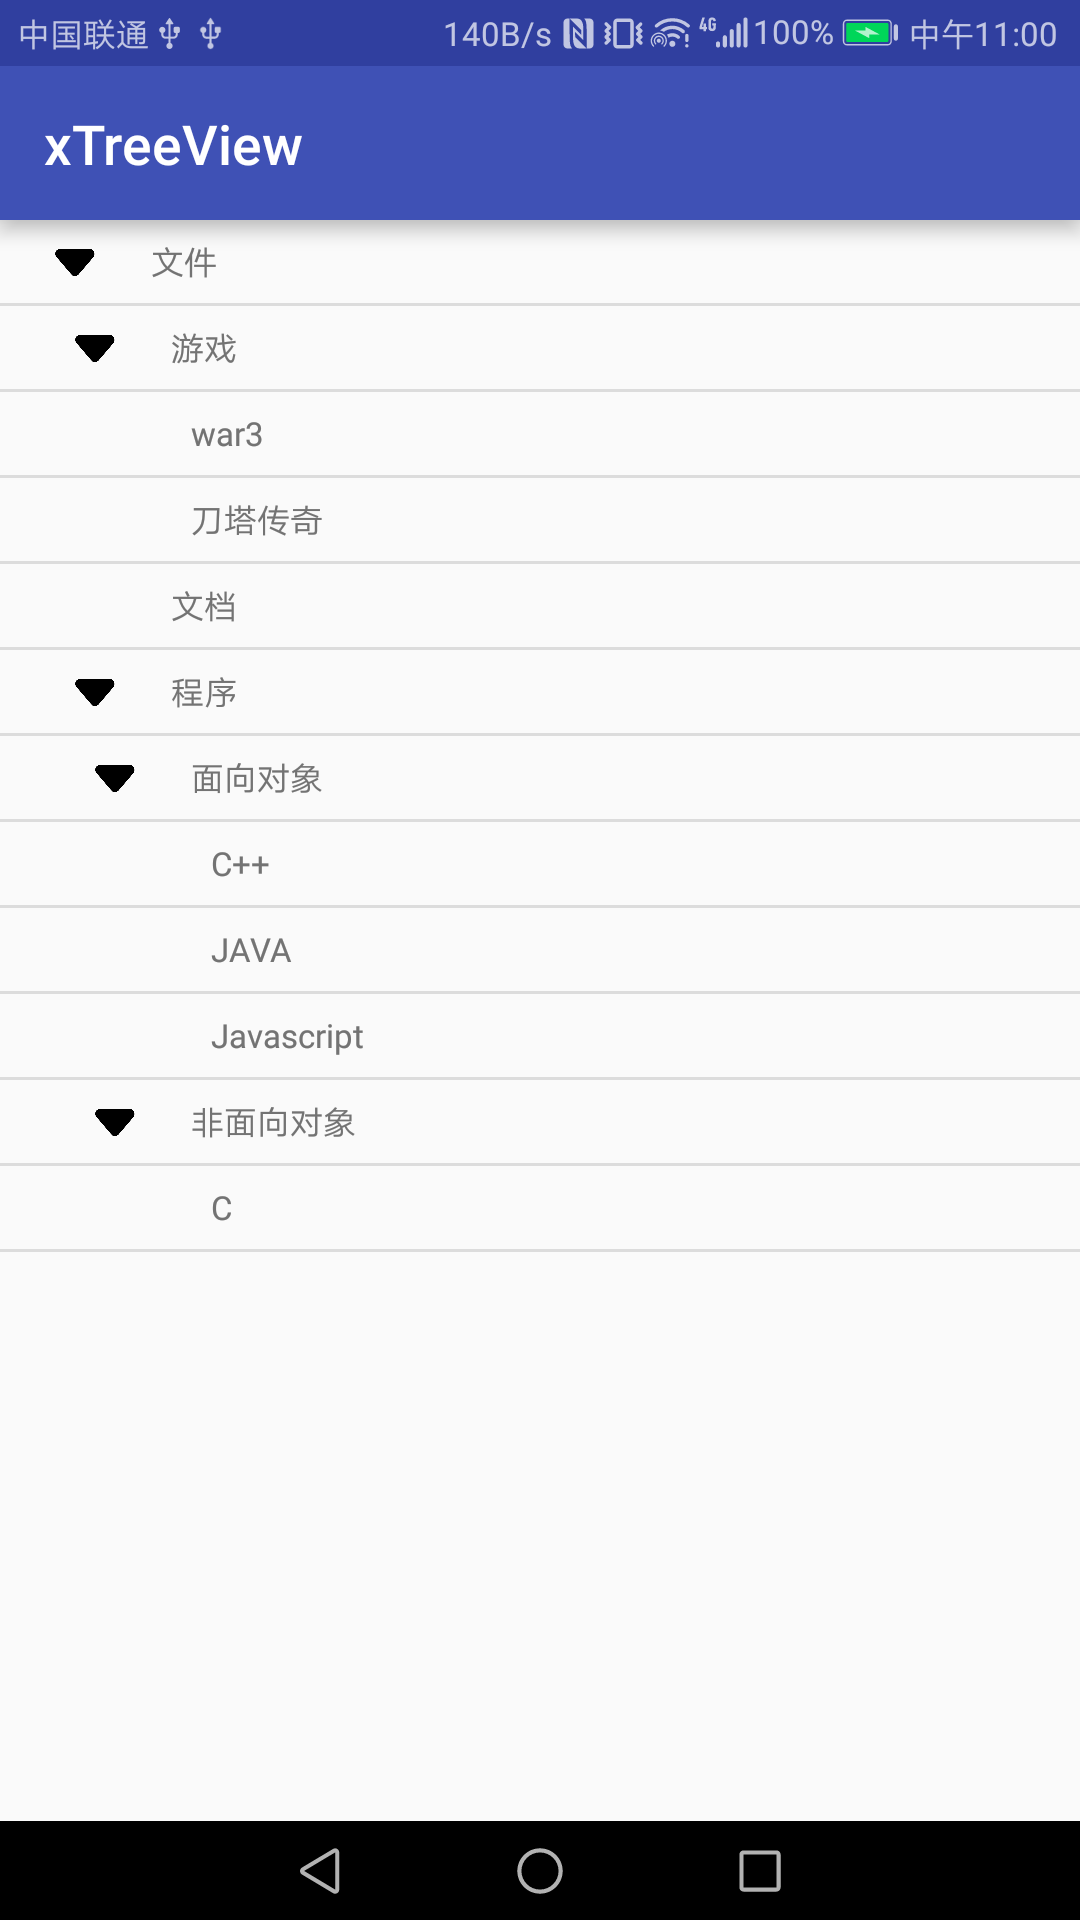 中国联通 140B/s 4G 100% 中午11:00
xTreeView
文件
游戏
war3
刀塔传奇
文档
程序
面向对象
C++
JAVA
Javascript
非面向对象
C